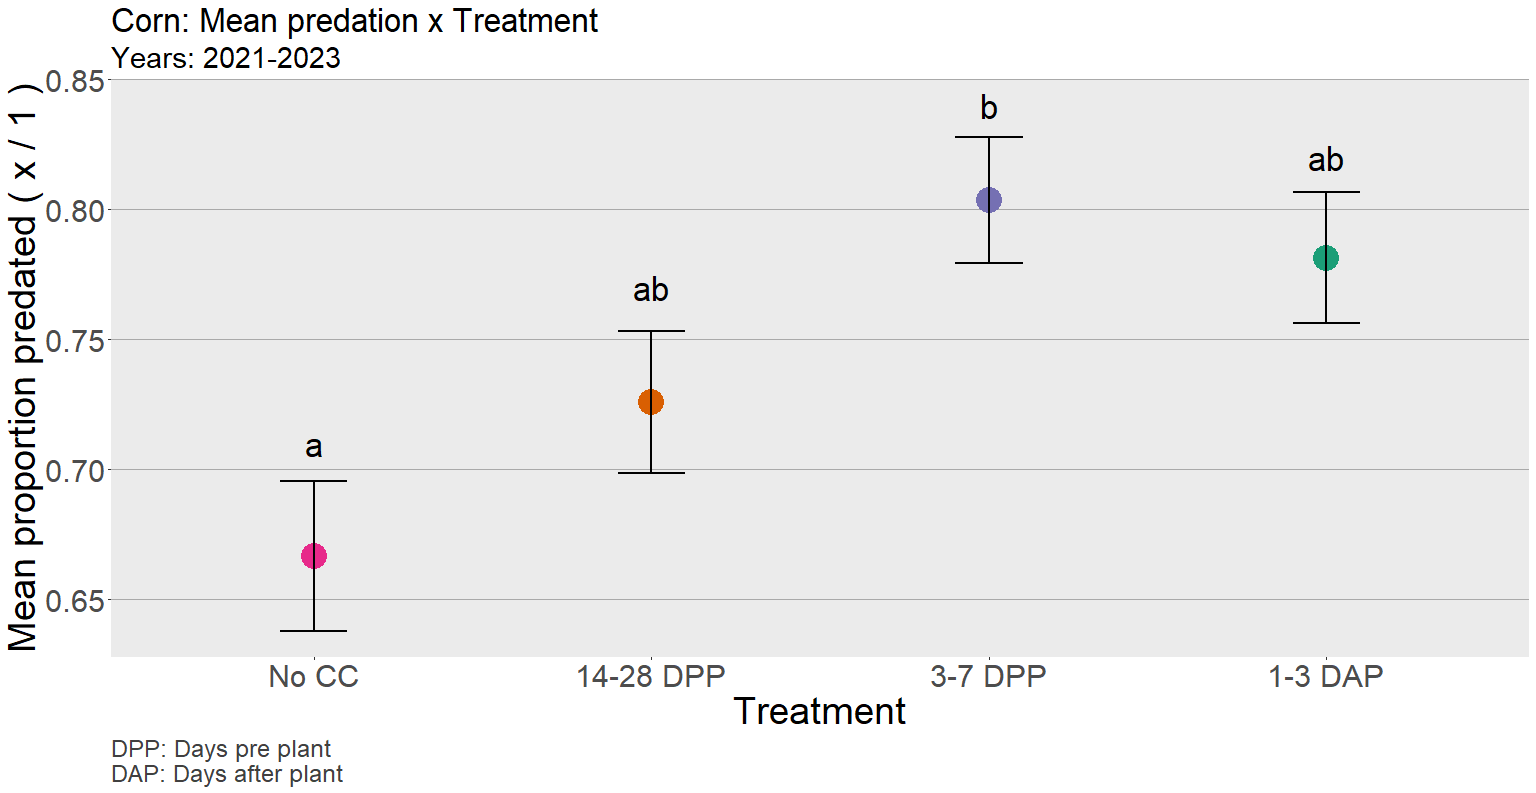 Corn: Mean predation x Treatment
Years: 2021-2023
Mean proportion predated ( x / 1 )
0.85
0.80
0.75
0.70
0.65
a
ab
b
ab
No CC
14-28 DPP
3-7 DPP
1-3 DAP
Treatment
DPP: Days pre plant
DAP: Days after plant